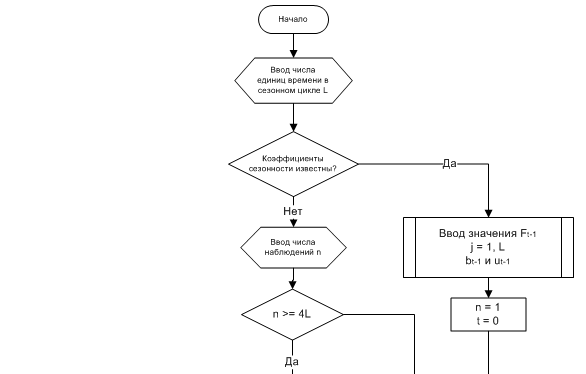 Начало
Ввод числа
единиц времени в
сезонном цикле L
Коэффициенты
сезонности известны?
Да
Нет
Ввод значения Ft-1
j = 1, L
bt-1 и ut-1
Ввод числа
наблюдений n
n = 1
t = 0
n >= 4L
Да